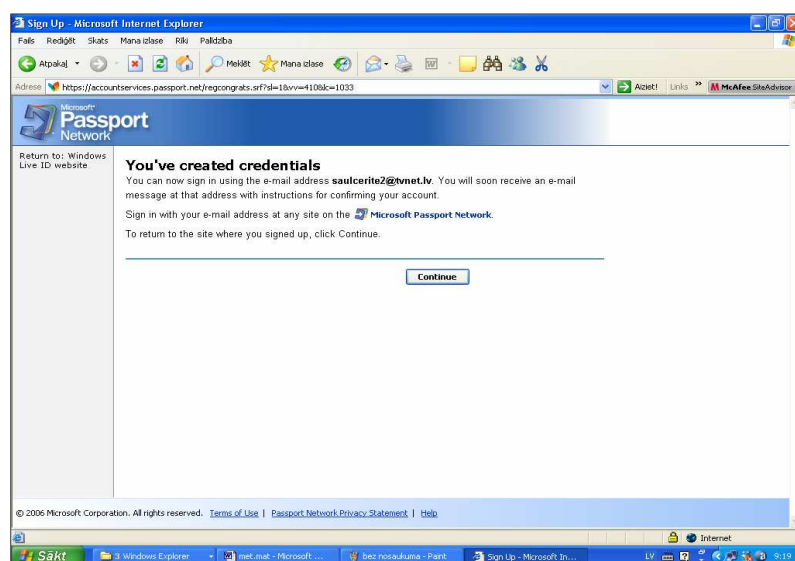 Sign Up - Microsoft Internet Explorer
Fails Rediģēt Skats Mana izlase Rīki Palīdzība
Atpakaļ Meklēt Mana izlase
Adrese https://accountservices.passport.net/regcongrats.srf?sl=1&vv=410&lc=1033 Aiziet! Links » McAfee SiteAdvisor
Microsoft
Passport
Network
Return to: Windows
Live ID website
You've created credentials
You can now sign in using the e-mail address saulcerite2@tvnet.lv. You will soon receive an e-mail
message at that address with instructions for confirming your account.
Sign in with your e-mail address at any site on the Microsoft Passport Network.
To return to the site where you signed up, click Continue.
Continue
© 2006 Microsoft Corporation. All rights reserved. Terms of Use | Passport Network Privacy Statement | Help
Internet
Sākt 3 Windows Explorer met.mat - Microsoft ... bez nosaukuma - Paint Sign Up - Microsoft In... LV 9:19